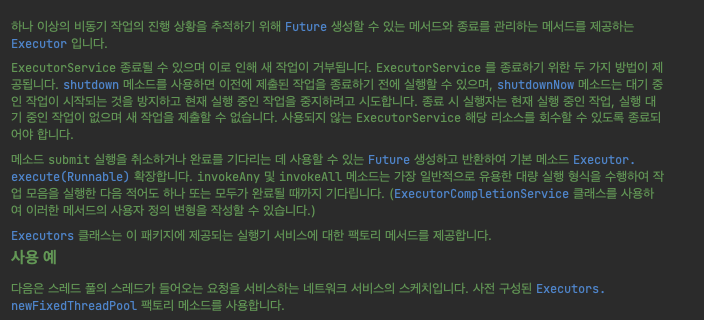 하나 이상의 비동기 작업의 진행 상황을 추적하기 위해 Future 생성할 수 있는 메서드와 종료를 관리하는 메서드를 제공하는
Executor 입니다.
ExecutorService 종료될 수 있으며 이로 인해 새 작업이 거부됩니다. ExecutorService 를 종료하기 위한 두 가지 방법이 제
공됩니다. shutdown 메소드를 사용하면 이전에 제출된 작업을 종료하기 전에 실행할 수 있으며, shutdownNow 메소드는 대기 중
인 작업이 시작되는 것을 방지하고 현재 실행 중인 작업을 중지하려고 시도합니다. 종료 시 실행자는 현재 실행 중인 작업, 실행 대
기 중인 작업이 없으며 새 작업을 제출할 수 없습니다. 사용되지 않는 ExecutorService 해당 리소스를 회수할 수 있도록 종료되
어야 합니다.
메소드 submit 실행을 취소하거나 완료를 기다리는 데 사용할 수 있는 Future 생성하고 반환하여 기본 메소드 Executor.
execute(Runnable) 확장합니다. invokeAny 및 invokeAll 메소드는 가장 일반적으로 유용한 대량 실행 형식을 수행하여 작
업 모음을 실행한 다음 적어도 하나 또는 모두가 완료될 때까지 기다립니다. (ExecutorCompletionService 클래스를 사용하
여 이러한 메서드의 사용자 정의 변형을 작성할 수 있습니다.)
Executors 클래스는 이 패키지에 제공되는 실행기 서비스에 대한 팩토리 메서드를 제공합니다.
사용 예
다음은 스레드 풀의 스레드가 들어오는 요청을 서비스하는 네트워크 서비스의 스케치입니다. 사전 구성된 Executors.
newFixedThreadPool 팩토리 메소드를 사용합니다.